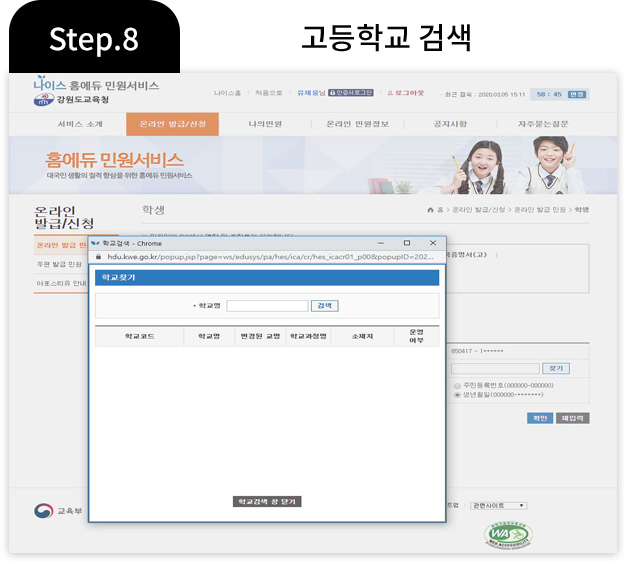 Step.8
고등학교 검색
나이스 홈에듀 민원서비스
강원도교육청
나이스홈
처음으로
유재웅님
인증서로그인
로그아웃
최근 접속 : 2020/03/05 15:11
58 : 45 연장
서비스 소개
온라인 발급/신청
나의민원
온라인 민원정보
공지사항
자주묻는질문
홈에듀 민원서비스
대국민 생활의 질적 향상을 위한 홈에듀 민원서비스
온라인
발급/신청
학생
홈 > 온라인 발급/신청 > 온라인 발급 민원 > 학생
온라인 발급 민
우편 발급 민원
아포스티유 안내
학교검색 - Chrome
hdu.kwe.go.kr/popup.jsp?page=ws/edusys/pa/hes/ica/cr/hes_icacr01_p00&popupID=202...
학교찾기
학교명
검색
학교코드
학교명
변경된 교명
학교과정명
소재지
운영
여부
학교검색 창 닫기
증명서(고)
850417 - 1******
찾기
주민등록번호(000000-000000)
생년월일(000000-*******)
확인
재입력
교육부
관련사이트
WA
WEB ACCESSIBILITY